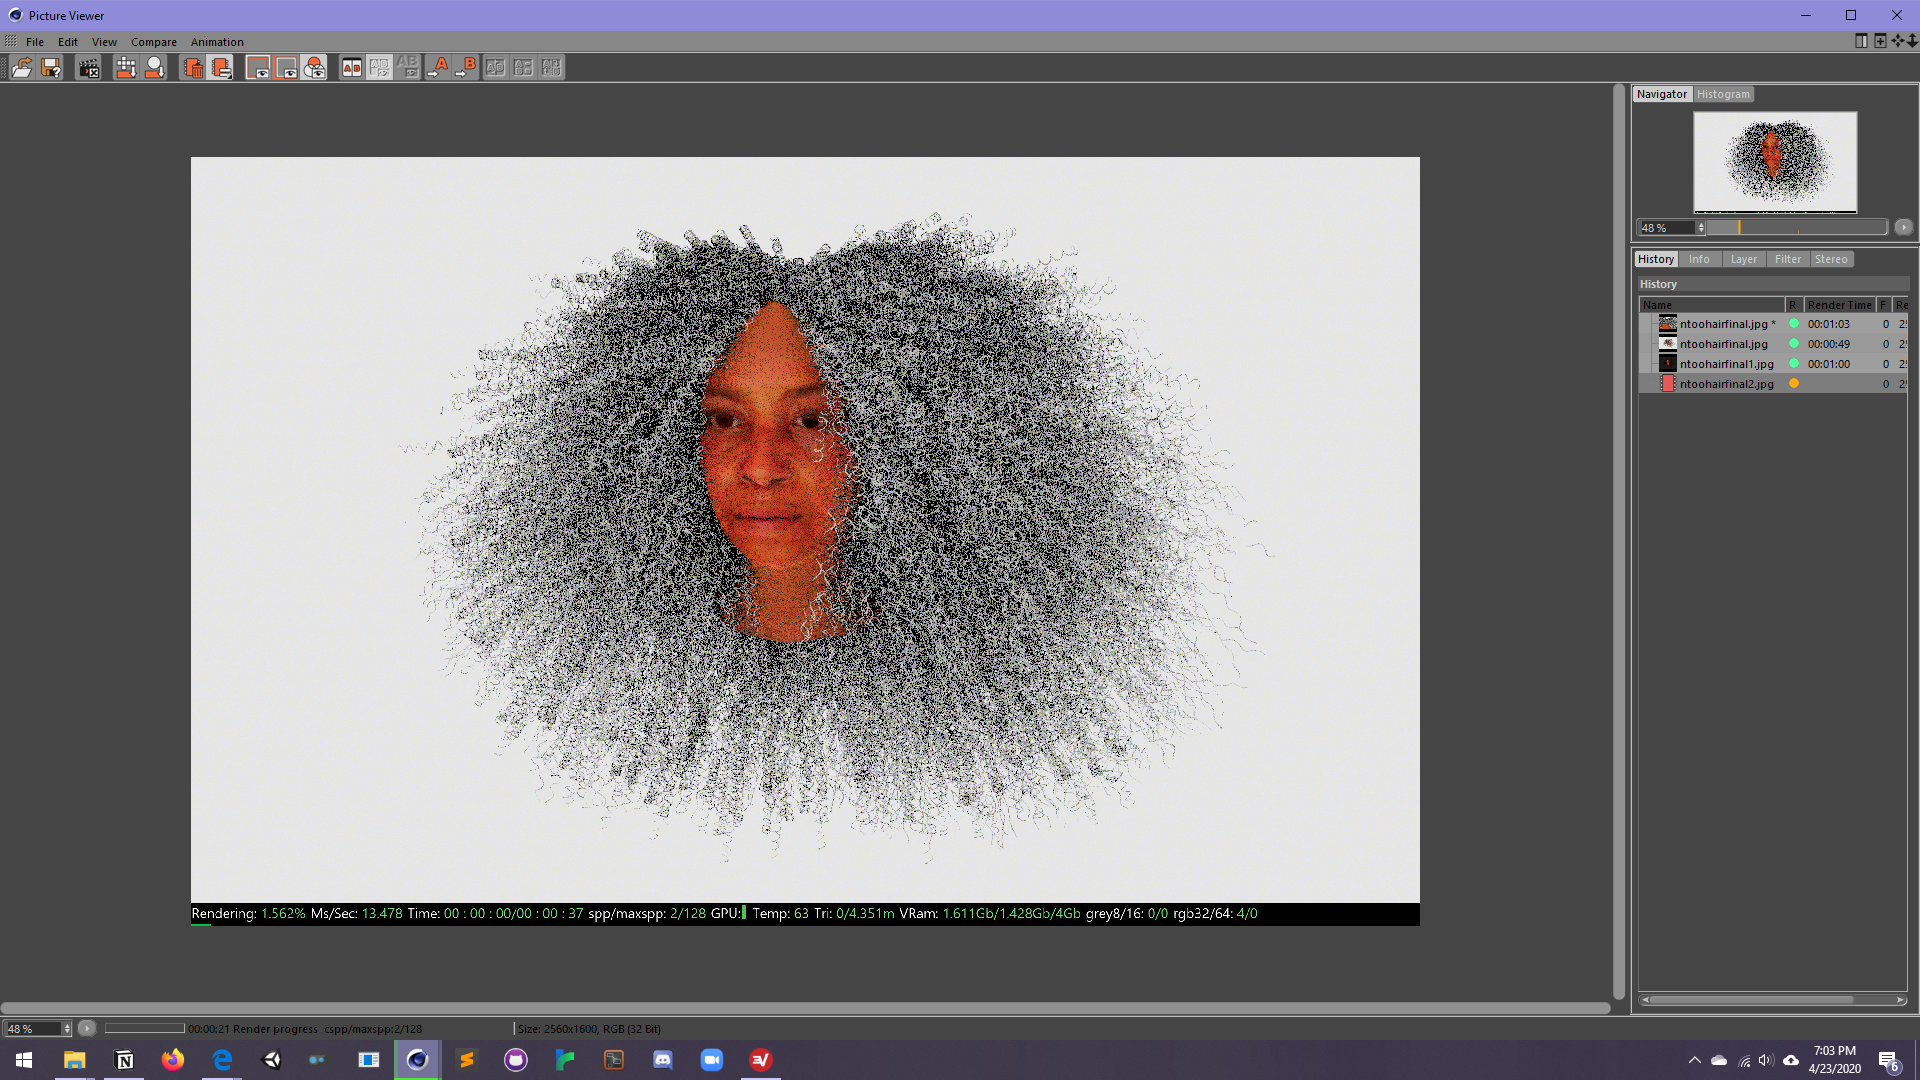 Picture Viewer
File Edit View Compare Animation
Navigator Histogram
48 %
History Info Layer Filter Stereo
History
Name R Render Time F Re
ntoohairfinal.jpg * 00:01:03 0 25
ntoohairfinal.jpg 00:00:49 0 25
ntoohairfinal1.jpg 00:01:00 0 25
ntoohairfinal2.jpg 0 25
Rendering: 1.562% Ms/Sec: 13.478 Time: 00 : 00 : 00/00 : 00 : 37 spp/maxspp: 2/128 GPU: Temp: 63 Tri: 0/4.351m VRam: 1.611Gb/1.428Gb/4Gb grey8/16: 0/0 rgb32/64: 4/0
48 % 00:00:21 Render progress cspp/maxspp:2/128 Size: 2560x1600, RGB (32 Bit)
7:03 PM
4/23/2020
6